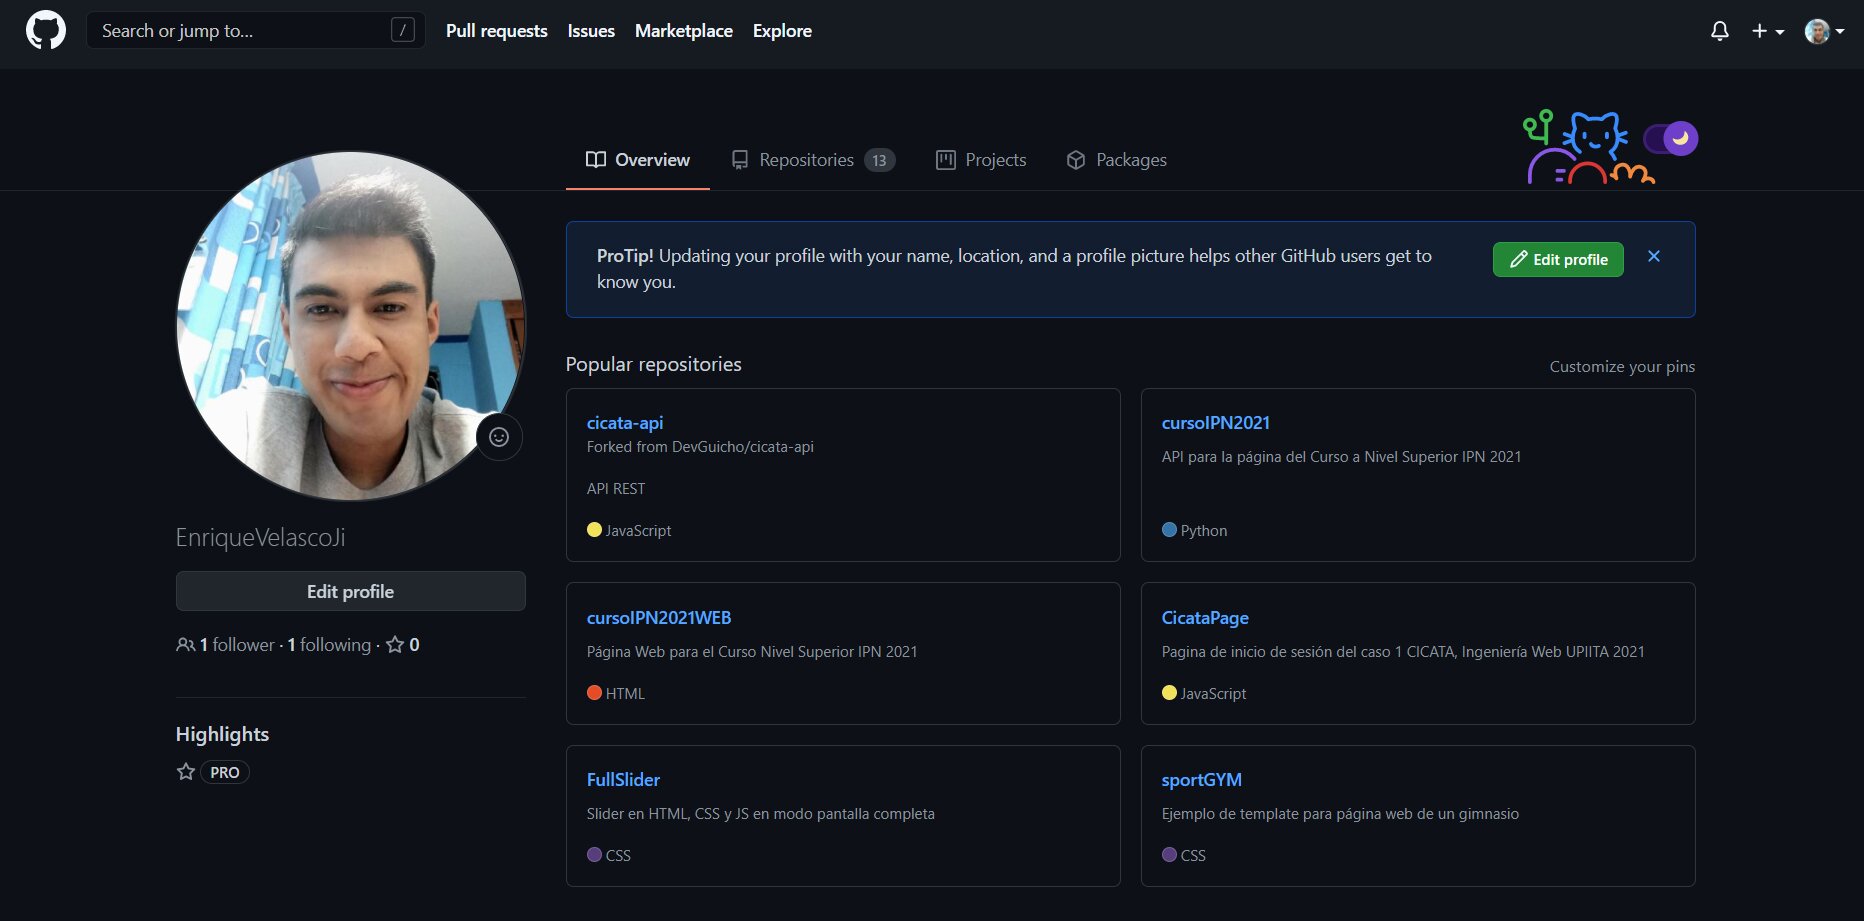 Search or jump to... /
Pull requests
Issues
Marketplace
Explore
Overview
Repositories 13
Projects
Packages
ProTip! Updating your profile with your name, location, and a profile picture helps other GitHub users get to
know you.
Edit profile
EnriqueVelascoJi
Edit profile
1 follower · 1 following · 0
Highlights
PRO
Popular repositories
Customize your pins
cicata-api
Forked from DevGuicho/cicata-api
API REST
JavaScript
cursoIPN2021
API para la página del Curso a Nivel Superior IPN 2021
Python
cursoIPN2021WEB
Página Web para el Curso Nivel Superior IPN 2021
HTML
CicataPage
Pagina de inicio de sesión del caso 1 CICATA, Ingeniería Web UPIITA 2021
JavaScript
FullSlider
Slider en HTML, CSS y JS en modo pantalla completa
CSS
sportGYM
Ejemplo de template para página web de un gimnasio
CSS